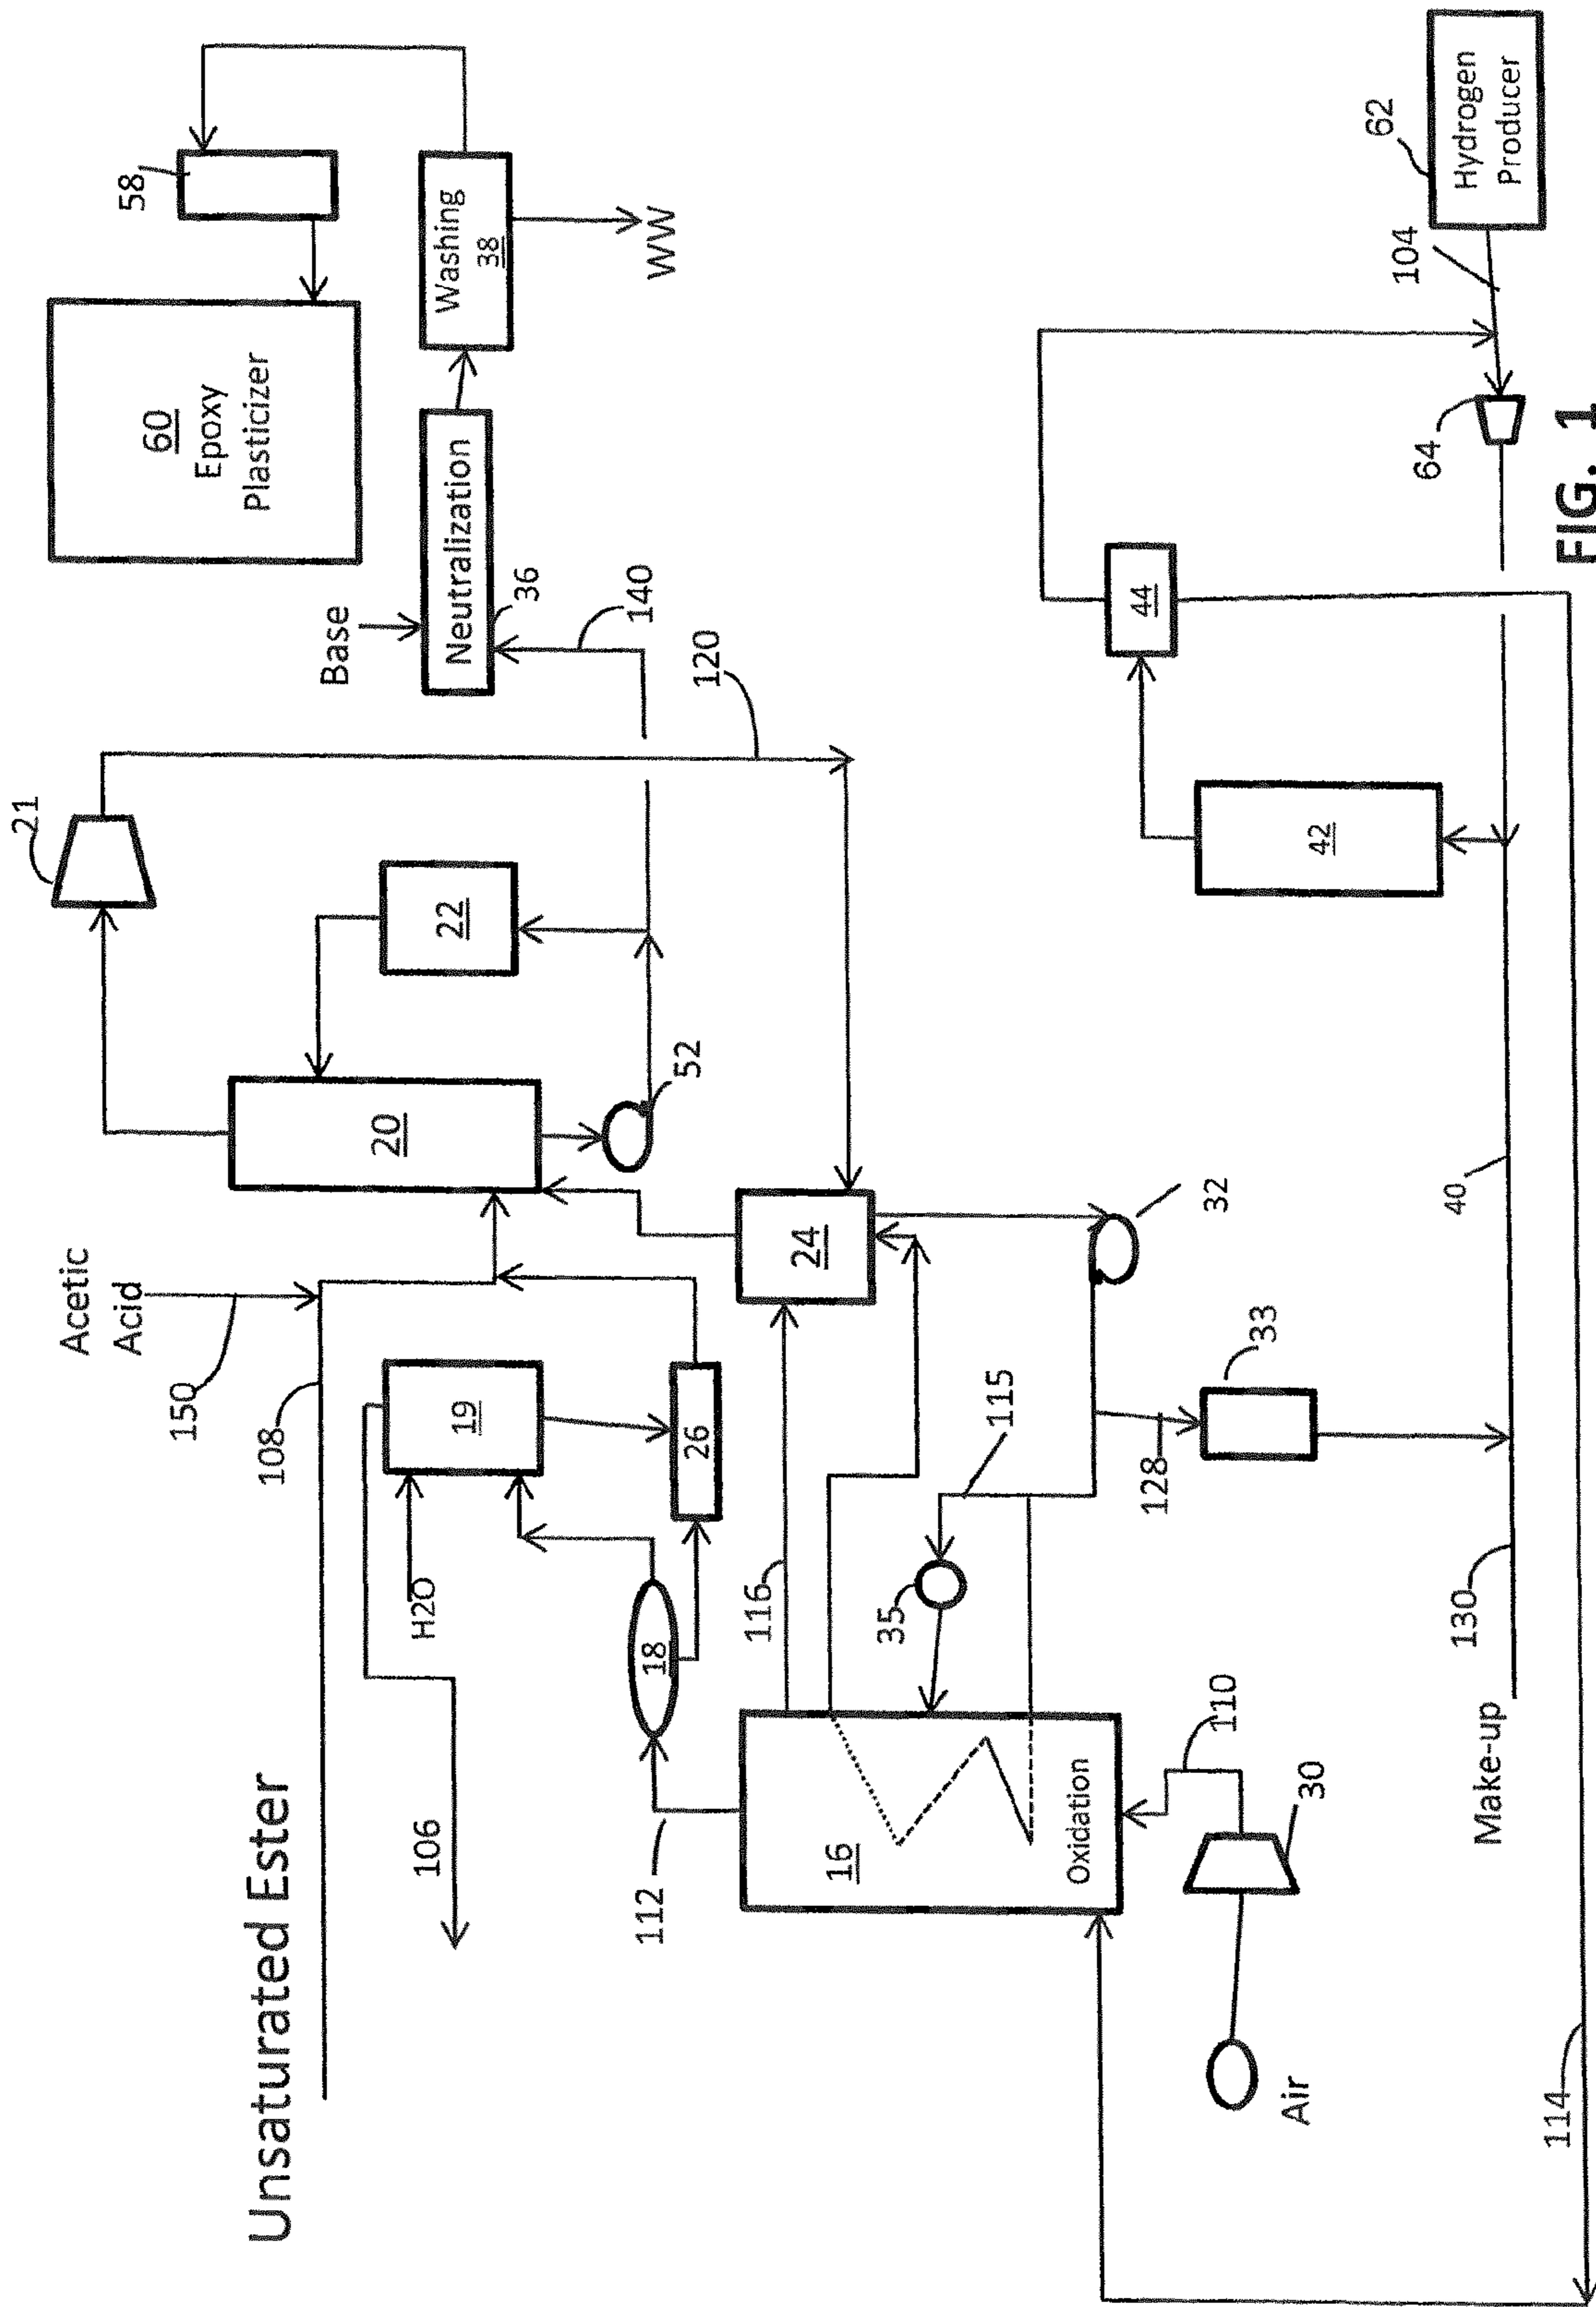 Unsaturated Ester
Acetic
Acid
150
108
106
H2O
19
18
26
112
116
21
20
22
52
24
120
32
115
35
33
128
16
Oxidation
110
30
Air
60
Epoxy
Plasticizer
58
Base
Neutralization
36
140
Washing
38
WW
44
42
64
104
62
Hydrogen
Producer
40
130
Make-up
114
FIG. 1